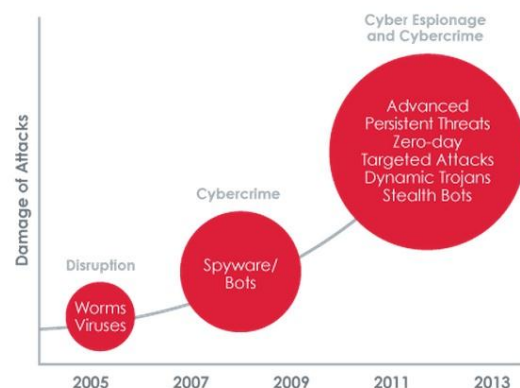 Cyber Espionage
and Cybercrime
Advanced
Persistent Threats
Zero-day
Targeted Attacks
Dynamic Trojans
Stealth Bots
Cybercrime
Spyware/
Bots
Disruption
Worms
Viruses
Damage of Attacks
2005 2007 2009 2011 2013